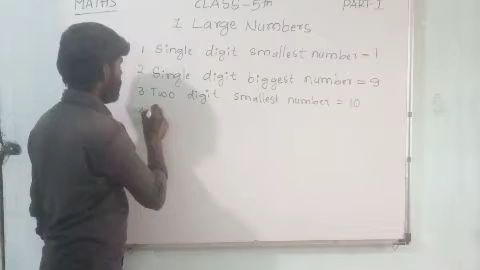 MATHS CLASS-5th PART-I
1 Large Numbers
1 Single digit smallest number = 1
2 Single digit biggest number = 9
3 Two digit smallest number = 10